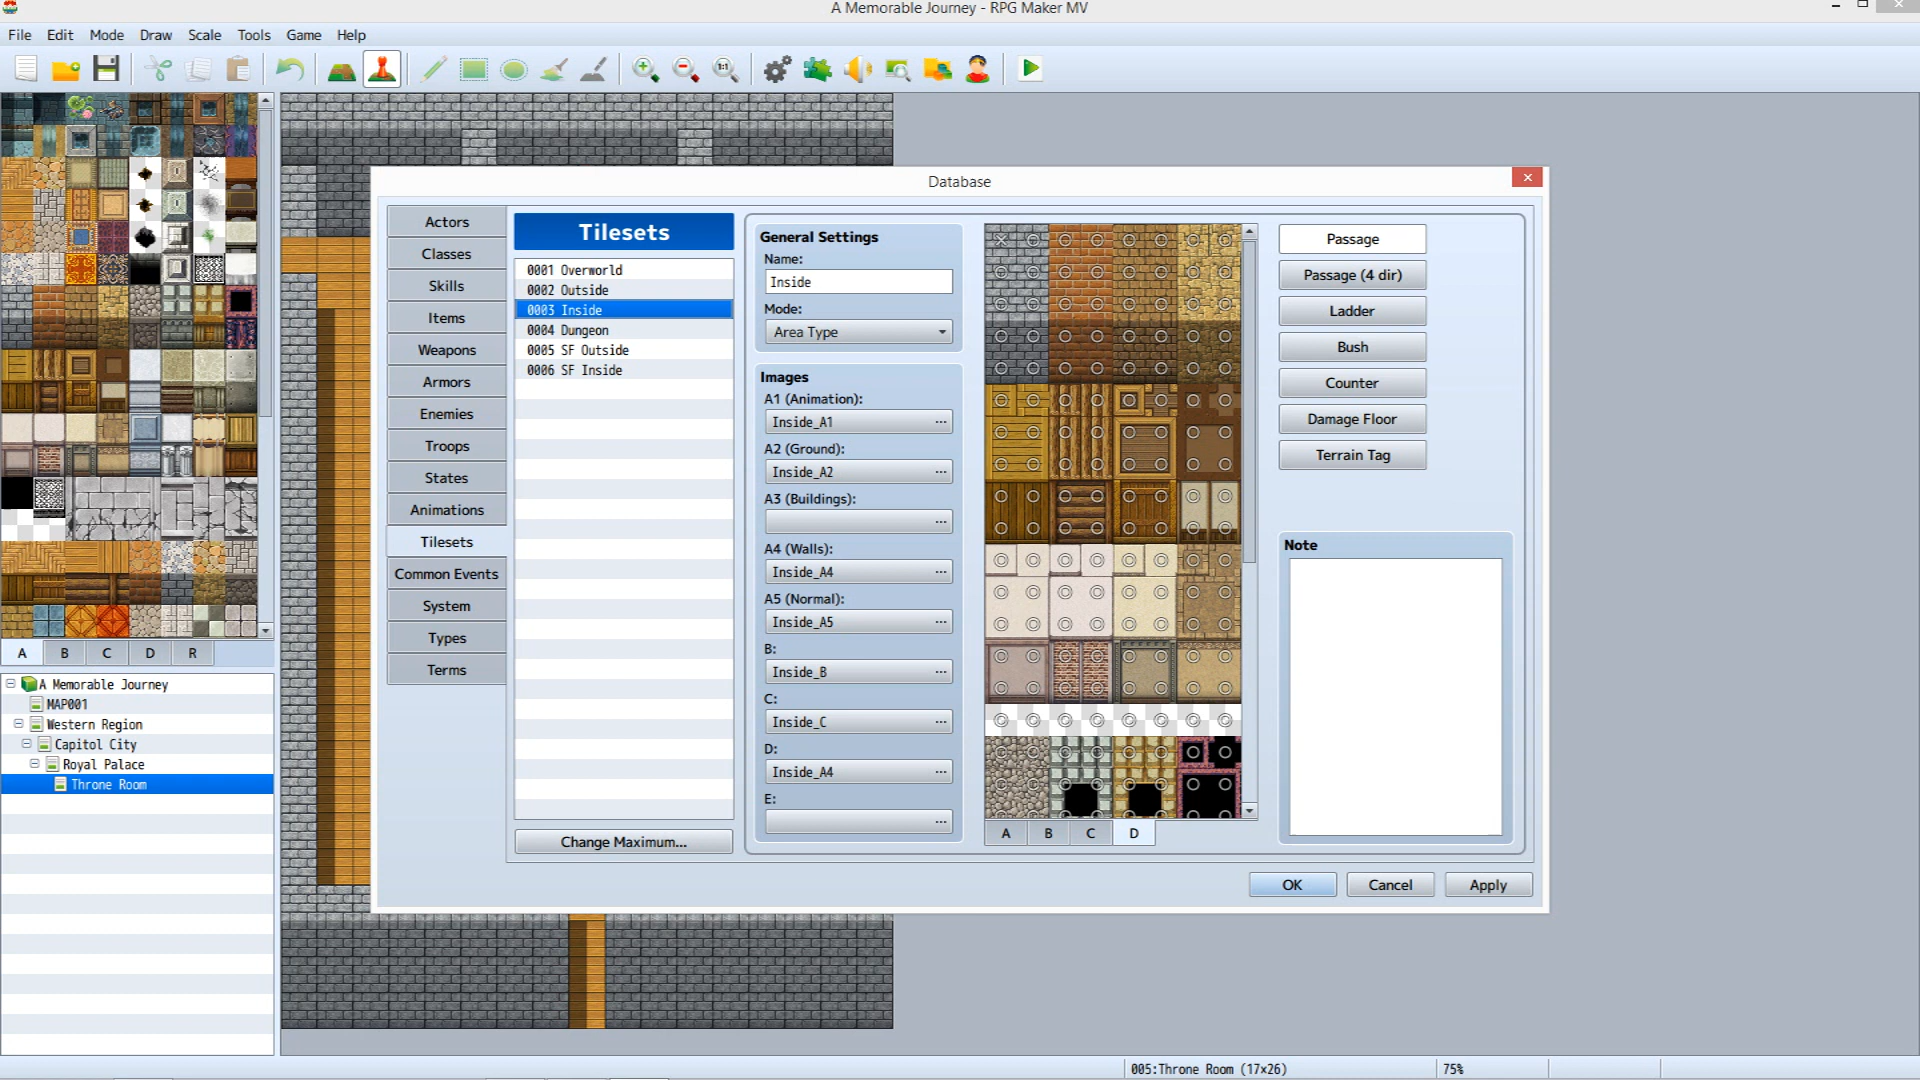 A Memorable Journey - RPG Maker MV
File Edit Mode Draw Scale Tools Game Help
1:1
Database
Actors
Classes
Skills
Items
Weapons
Armors
Enemies
Troops
States
Animations
Tilesets
Common Events
System
Types
Terms
Tilesets
0001 Overworld
0002 Outside
0003 Inside
0004 Dungeon
0005 SF Outside
0006 SF Inside
Change Maximum...
General Settings
Name:
Inside
Mode:
Area Type
Images
A1 (Animation):
Inside_A1 ...
A2 (Ground):
Inside_A2 ...
A3 (Buildings):
...
A4 (Walls):
Inside_A4 ...
A5 (Normal):
Inside_A5 ...
B:
Inside_B ...
C:
Inside_C ...
D:
Inside_A4 ...
E:
...
A B C D
Passage
Passage (4 dir)
Ladder
Bush
Counter
Damage Floor
Terrain Tag
Note
OK Cancel Apply
A B C D R
A Memorable Journey
MAP001
Western Region
Capitol City
Royal Palace
Throne Room
005:Throne Room (17x26) 75%